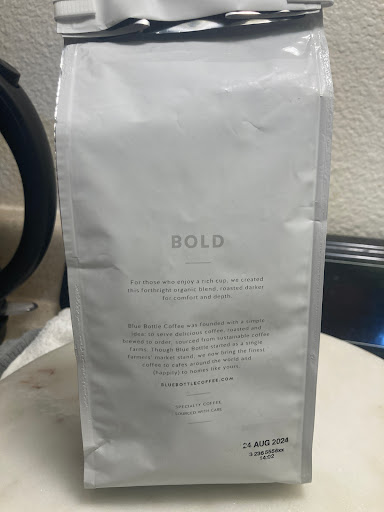 BOLD
For those who enjoy a rich cup, we created
this forthright organic blend, roasted darker
for comfort and depth.
Blue Bottle Coffee was founded with a simple
idea: to serve delicious coffee, roasted and
brewed to order, sourced from sustainable coffee
farms. Though Blue Bottle started as a single
farmers' market stand, we now bring the finest
coffee to cafes around the world and
(happily) to homes like yours.
BLUEBOTTLECOFFEE.COM
SPECIALTY COFFEE,
STARRLED WITH CARE
24 AUG 2024
14:02